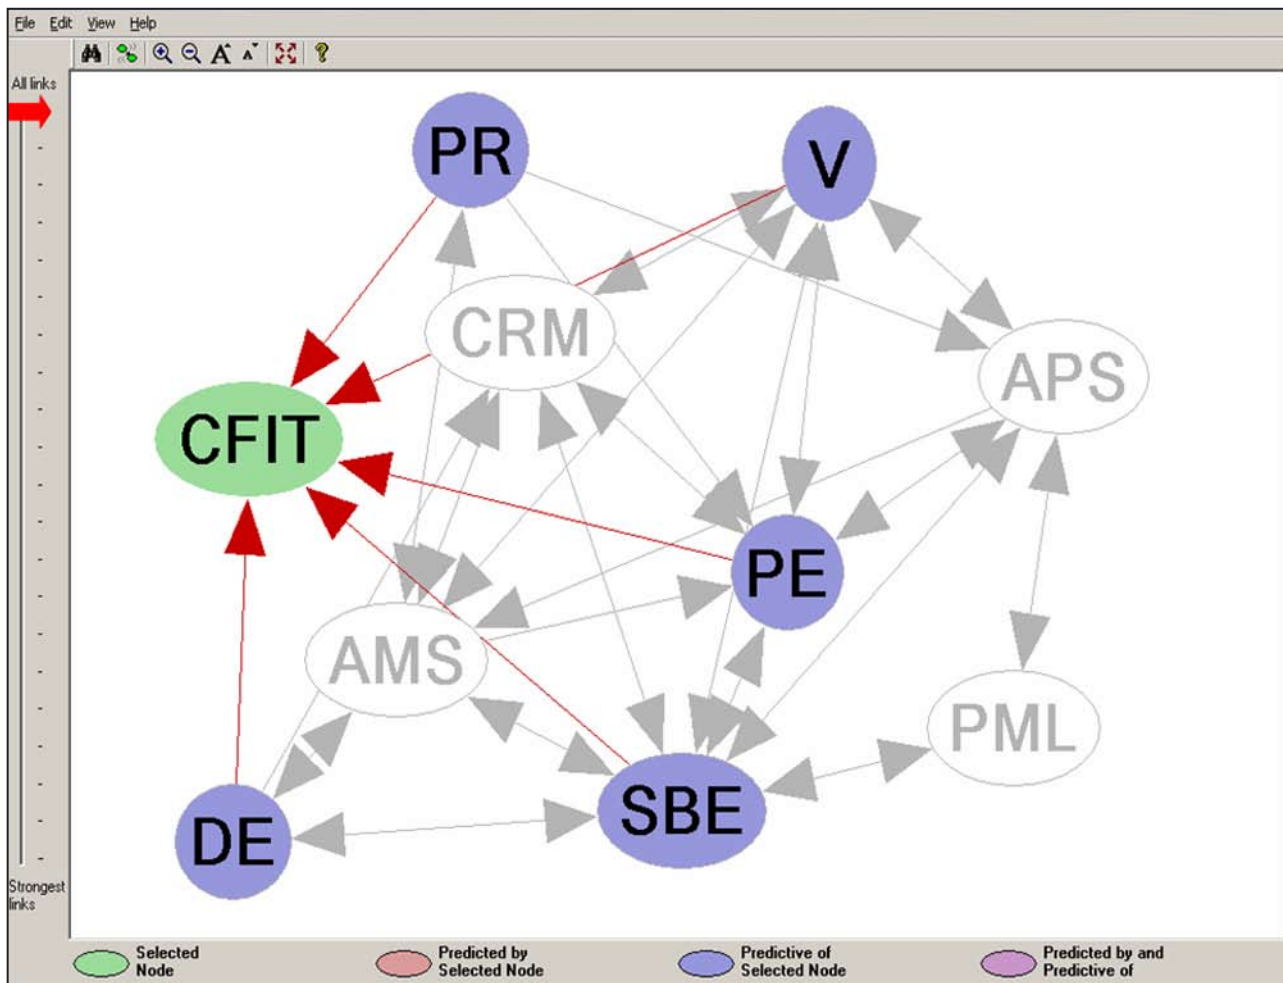 File Edit View Help
A A ?
All links
PR
V
CRM
APS
CFIT
PE
AMS
PML
SBE
DE
Strongest
links
Selected
Node
Predicted by
Selected Node
Predictive of
Selected Node
Predicted by and
Predictive of